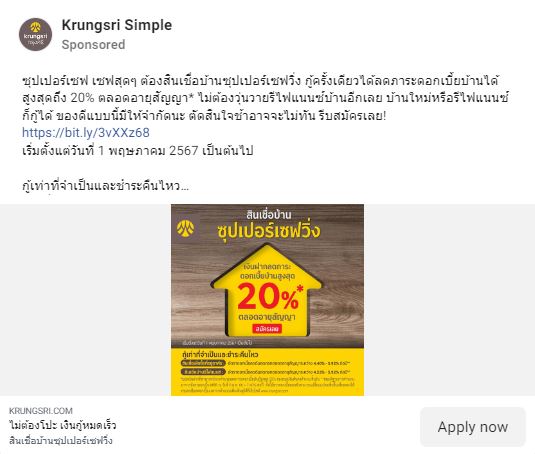 Krungsri Simple
Sponsored
ซุปเปอร์เซฟ เซฟสุดๆ ต้องสินเชื่อบ้านซุปเปอร์เซฟวิ่ง กู้ครั้งเดียวได้ลดภาระดอกเบี้ยบ้านได้
สูงสุดถึง 20% ตลอดอายุสัญญา* ไม่ต้องวุ่นวายรีไฟแนนซ์บ้านอีกเลย บ้านใหม่หรือรีไฟแนนซ์
ก็กู้ได้ ของดีแบบนี้มีให้จำกัดนะ ตัดสินใจช้าอาจจะไม่ทัน รีบสมัครเลย!
https://bit.ly/3vXXz68
เริ่มตั้งแต่วันที่ 1 พฤษภาคม 2567 เป็นต้นไป
กู้เท่าที่จำเป็นและชำระคืนไหว...
krungsri
กรุงศรี
สินเชื่อบ้าน
ซุปเปอร์เซฟวิ่ง
เงินฝากลดภาระ
ดอกเบี้ยบ้านสูงสุด
20%*
ตลอดอายุสัญญา
สมัครเลย
กู้เท่าที่จำเป็นและชำระคืนไหว
KRUNGSRI.COM
ไม่ต้องโปะ เงินกู้หมดเร็ว
สินเชื่อบ้านซุปเปอร์เซฟวิ่ง
Apply now